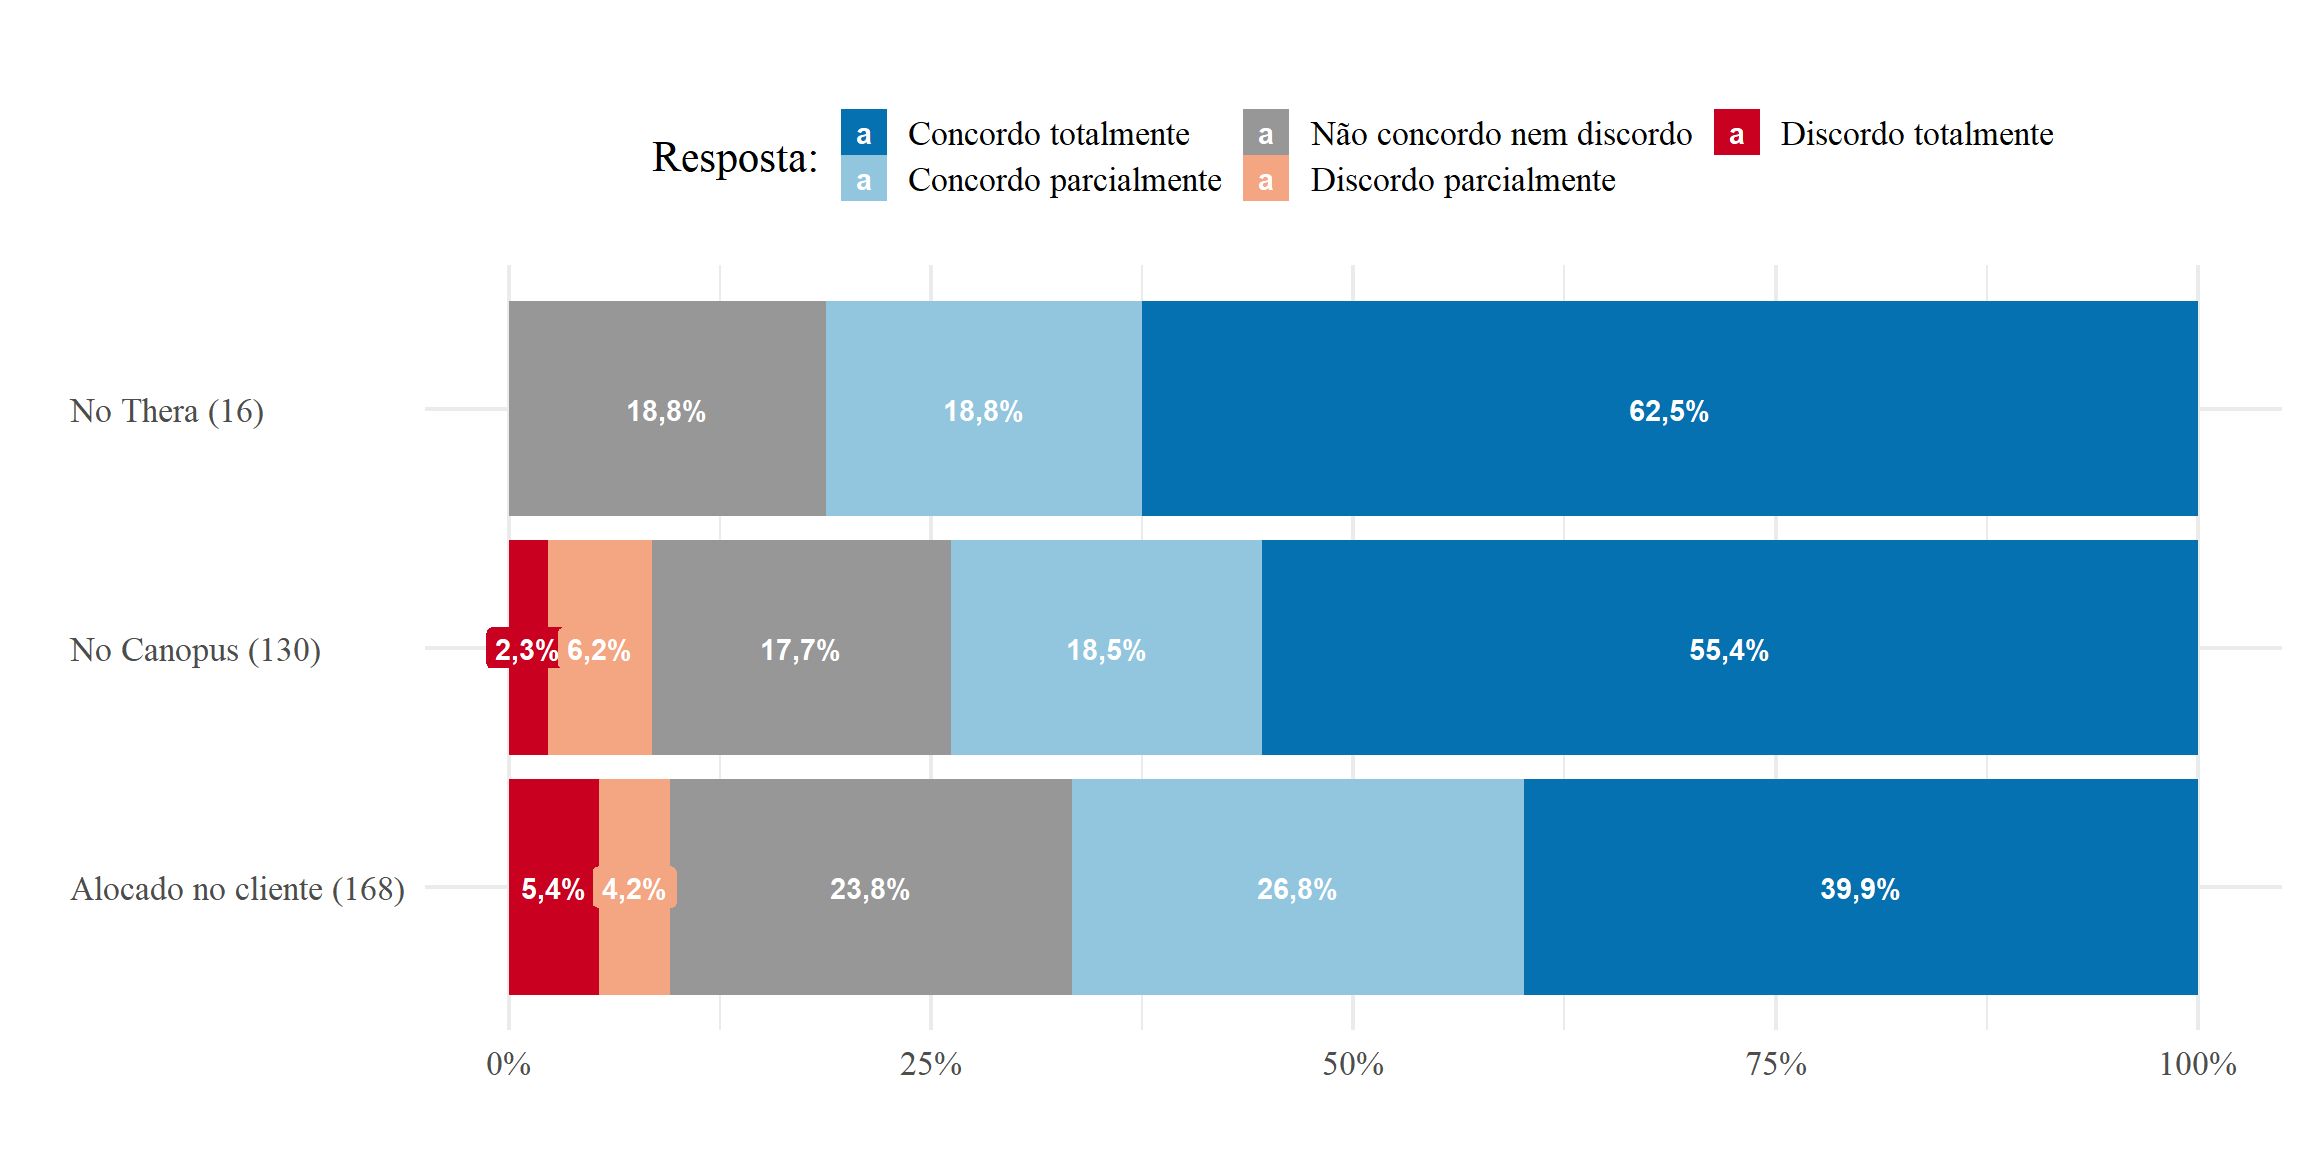 Resposta:
a Concordo totalmente a Não concordo nem discordo a Discordo totalmente
a Concordo parcialmente a Discordo parcialmente
No Thera (16) 18,8% 18,8% 62,5%
No Canopus (130) 2,3% 6,2% 17,7% 18,5% 55,4%
Alocado no cliente (168) 5,4% 4,2% 23,8% 26,8% 39,9%
0% 25% 50% 75% 100%